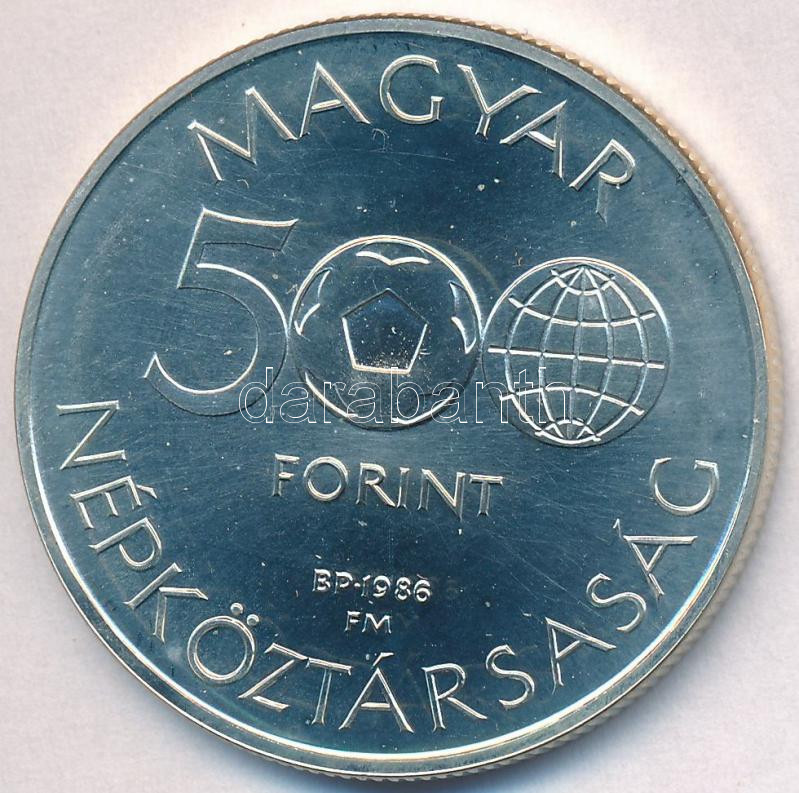 MAGYAR
500
FORINT
BP.1986
FM
NÉPKÖZTÁRSASÁG
darabanth